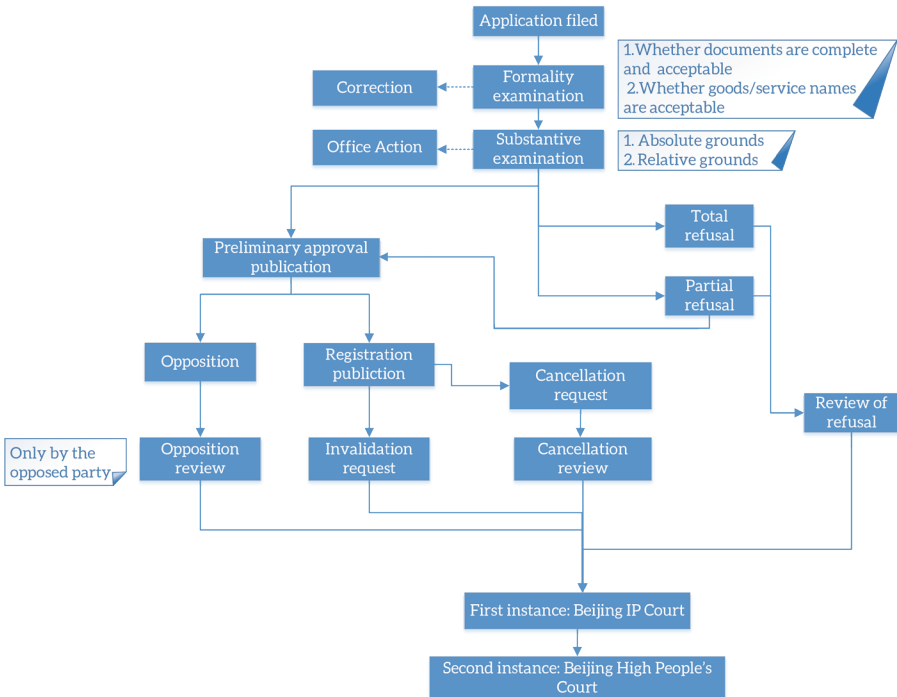 Application filed
1.Whether documents are complete
and acceptable
2.Whether goods/service names
are acceptable
Formality
examination
Correction
Substantive
examination
Office Action
1. Absolute grounds
2. Relative grounds
Total
refusal
Preliminary approval
publication
Partial
refusal
Opposition
Registration
publiction
Cancellation
request
Review of
refusal
Only by the
opposed party
Opposition
review
Invalidation
request
Cancellation
review
First instance: Beijing IP Court
Second instance: Beijing High People's
Court